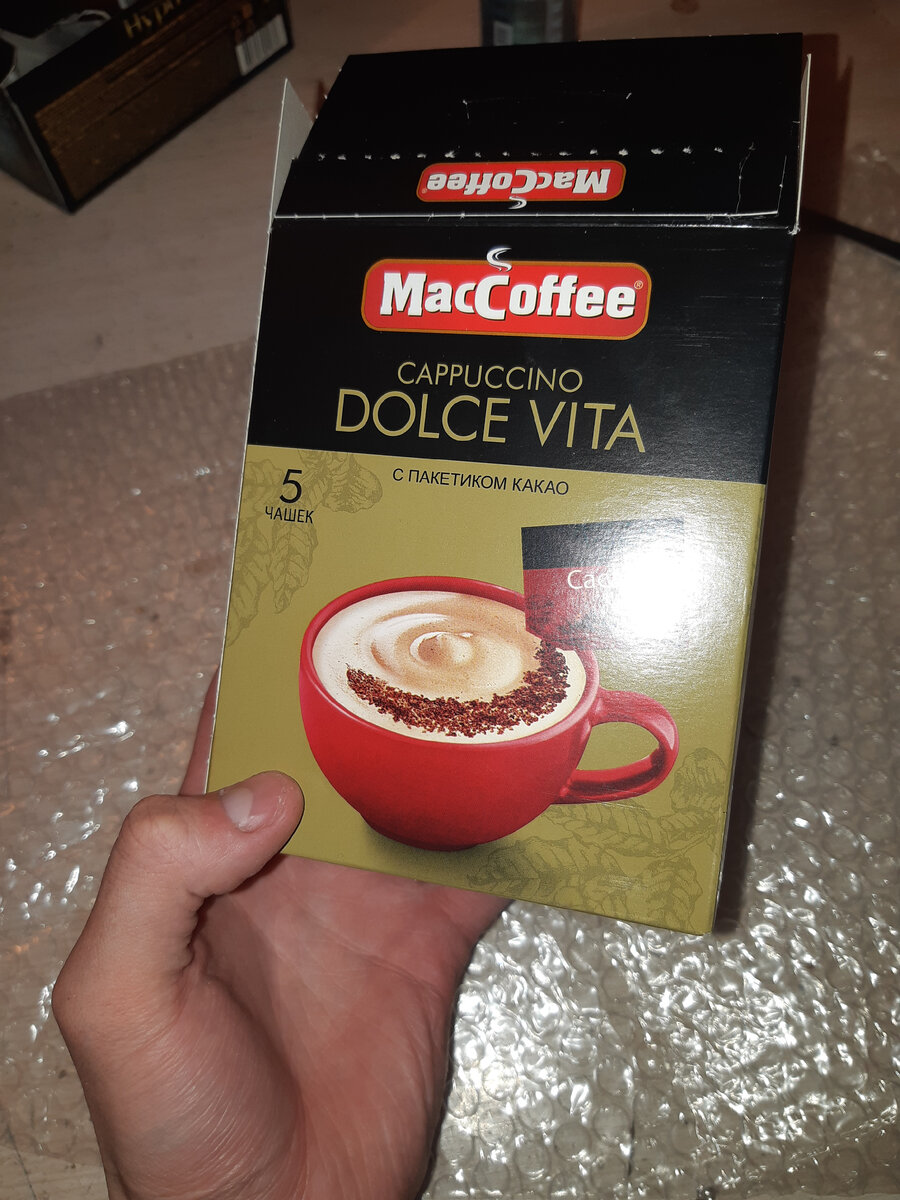 MacCoffee®
MacCoffee®
CAPPUCCINO
DOLCE VITA
С ПАКЕТИКОМ КАКАО
5
ЧАШЕК